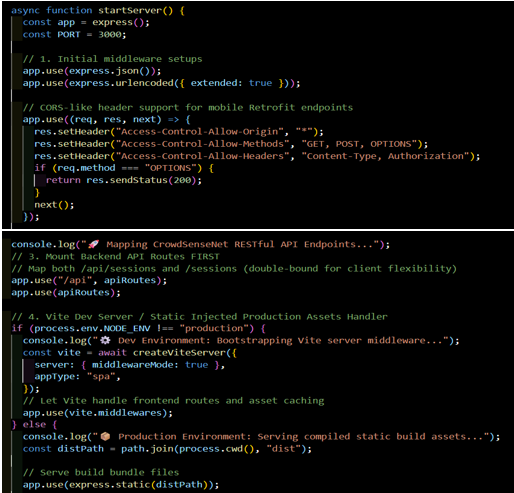 async function startServer() {
const app = express();
const PORT = 3000;
// 1. Initial middleware setups
app.use(express.json());
app.use(express.urlencoded({ extended: true }));
// CORS-like header support for mobile Retrofit endpoints
app.use((req, res, next) => {
res.setHeader("Access-Control-Allow-Origin", "*");
res.setHeader("Access-Control-Allow-Methods", "GET, POST, OPTIONS");
res.setHeader("Access-Control-Allow-Headers", "Content-Type, Authorization");
if (req.method === "OPTIONS") {
return res.sendStatus(200);
}
next();
});
console.log("🚀 Mapping CrowdSenseNet RESTful API Endpoints...");
// 3. Mount Backend API Routes FIRST
// Map both /api/sessions and /sessions (double-bound for client flexibility)
app.use("/api", apiRoutes);
app.use(apiRoutes);
// 4. Vite Dev Server / Static Injected Production Assets Handler
if (process.env.NODE_ENV !== "production") {
console.log("⚙️ Dev Environment: Bootstrapping Vite server middleware...");
const vite = await createViteServer({
server: { middlewareMode: true },
appType: "spa",
});
// Let Vite handle frontend routes and asset caching
app.use(vite.middlewares);
} else {
console.log("📦 Production Environment: Serving compiled static build assets...");
const distPath = path.join(process.cwd(), "dist");
// Serve build bundle files
app.use(express.static(distPath));